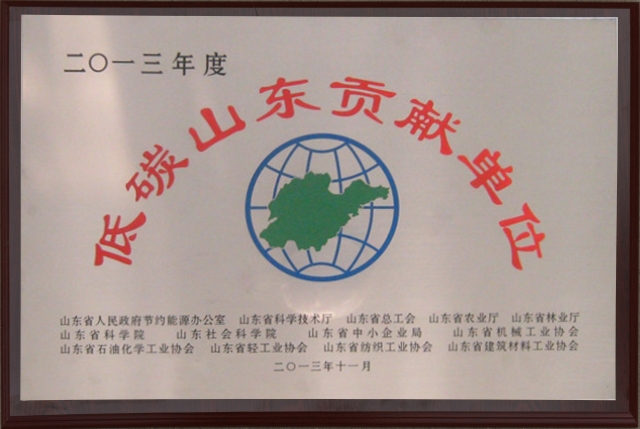 二〇一三年度
低碳山东贡献单位
山东省人民政府节约能源办公室 山东省科学技术厅 山东省总工会 山东省农业厅 山东省林业厅
山东省科学院 山东社会科学院 山东省中小企业局 山东省机械工业协会
山东省石油化学工业协会 山东省轻工业协会 山东省纺织工业协会 山东省建筑材料工业协会
二〇一三年十一月